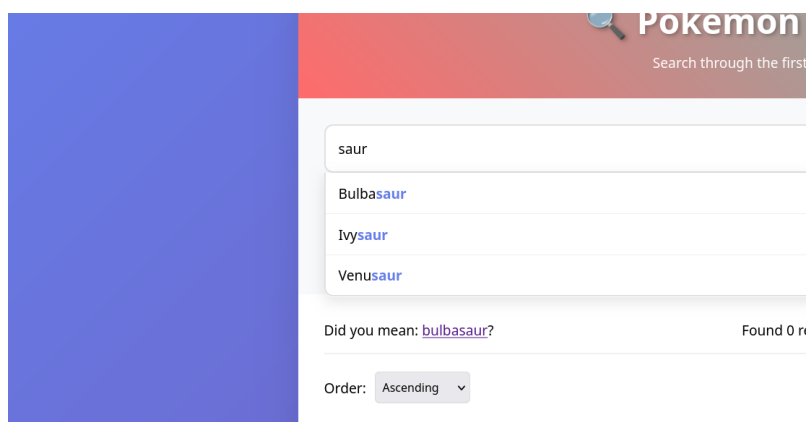 Pokemon
Search through the first
saur
Bulbasaur
Ivysaur
Venusaur
Did you mean: bulbasaur?
Found 0 re
Order: Ascending